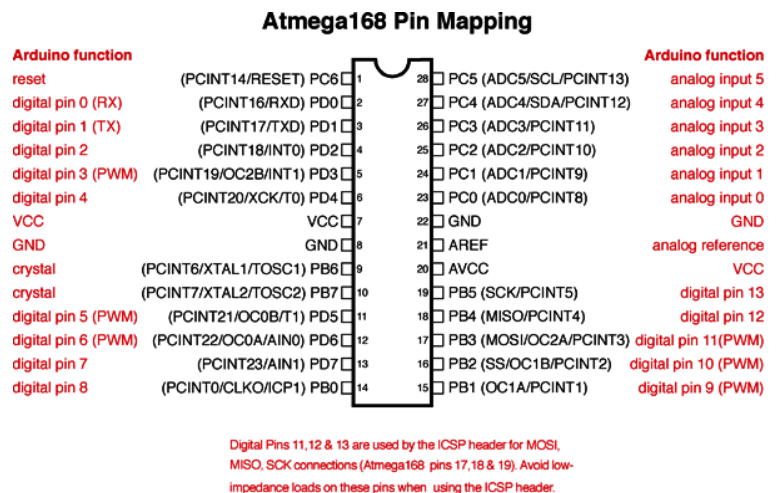 Atmega168 Pin Mapping
Arduino function Arduino function
reset (PCINT14/RESET) PC6 1 28 PC5 (ADC5/SCL/PCINT13) analog input 5
digital pin 0 (RX) (PCINT16/RXD) PD0 2 27 PC4 (ADC4/SDA/PCINT12) analog input 4
digital pin 1 (TX) (PCINT17/TXD) PD1 3 26 PC3 (ADC3/PCINT11) analog input 3
digital pin 2 (PCINT18/INT0) PD2 4 25 PC2 (ADC2/PCINT10) analog input 2
digital pin 3 (PWM) (PCINT19/OC2B/INT1) PD3 5 24 PC1 (ADC1/PCINT9) analog input 1
digital pin 4 (PCINT20/XCK/T0) PD4 6 23 PC0 (ADC0/PCINT8) analog input 0
VCC VCC 7 22 GND GND
GND GND 8 21 AREF analog reference
crystal (PCINT6/XTAL1/TOSC1) PB6 9 20 AVCC VCC
crystal (PCINT7/XTAL2/TOSC2) PB7 10 19 PB5 (SCK/PCINT5) digital pin 13
digital pin 5 (PWM) (PCINT21/OC0B/T1) PD5 11 18 PB4 (MISO/PCINT4) digital pin 12
digital pin 6 (PWM) (PCINT22/OC0A/AIN0) PD6 12 17 PB3 (MOSI/OC2A/PCINT3) digital pin 11(PWM)
digital pin 7 (PCINT23/AIN1) PD7 13 16 PB2 (SS/OC1B/PCINT2) digital pin 10 (PWM)
digital pin 8 (PCINT0/CLKO/ICP1) PB0 14 15 PB1 (OC1A/PCINT1) digital pin 9 (PWM)
Digital Pins 11,12 & 13 are used by the ICSP header for MOSI,
MISO, SCK connections (Atmega168 pins 17,18 & 19). Avoid low-
impedance loads on these pins when using the ICSP header.